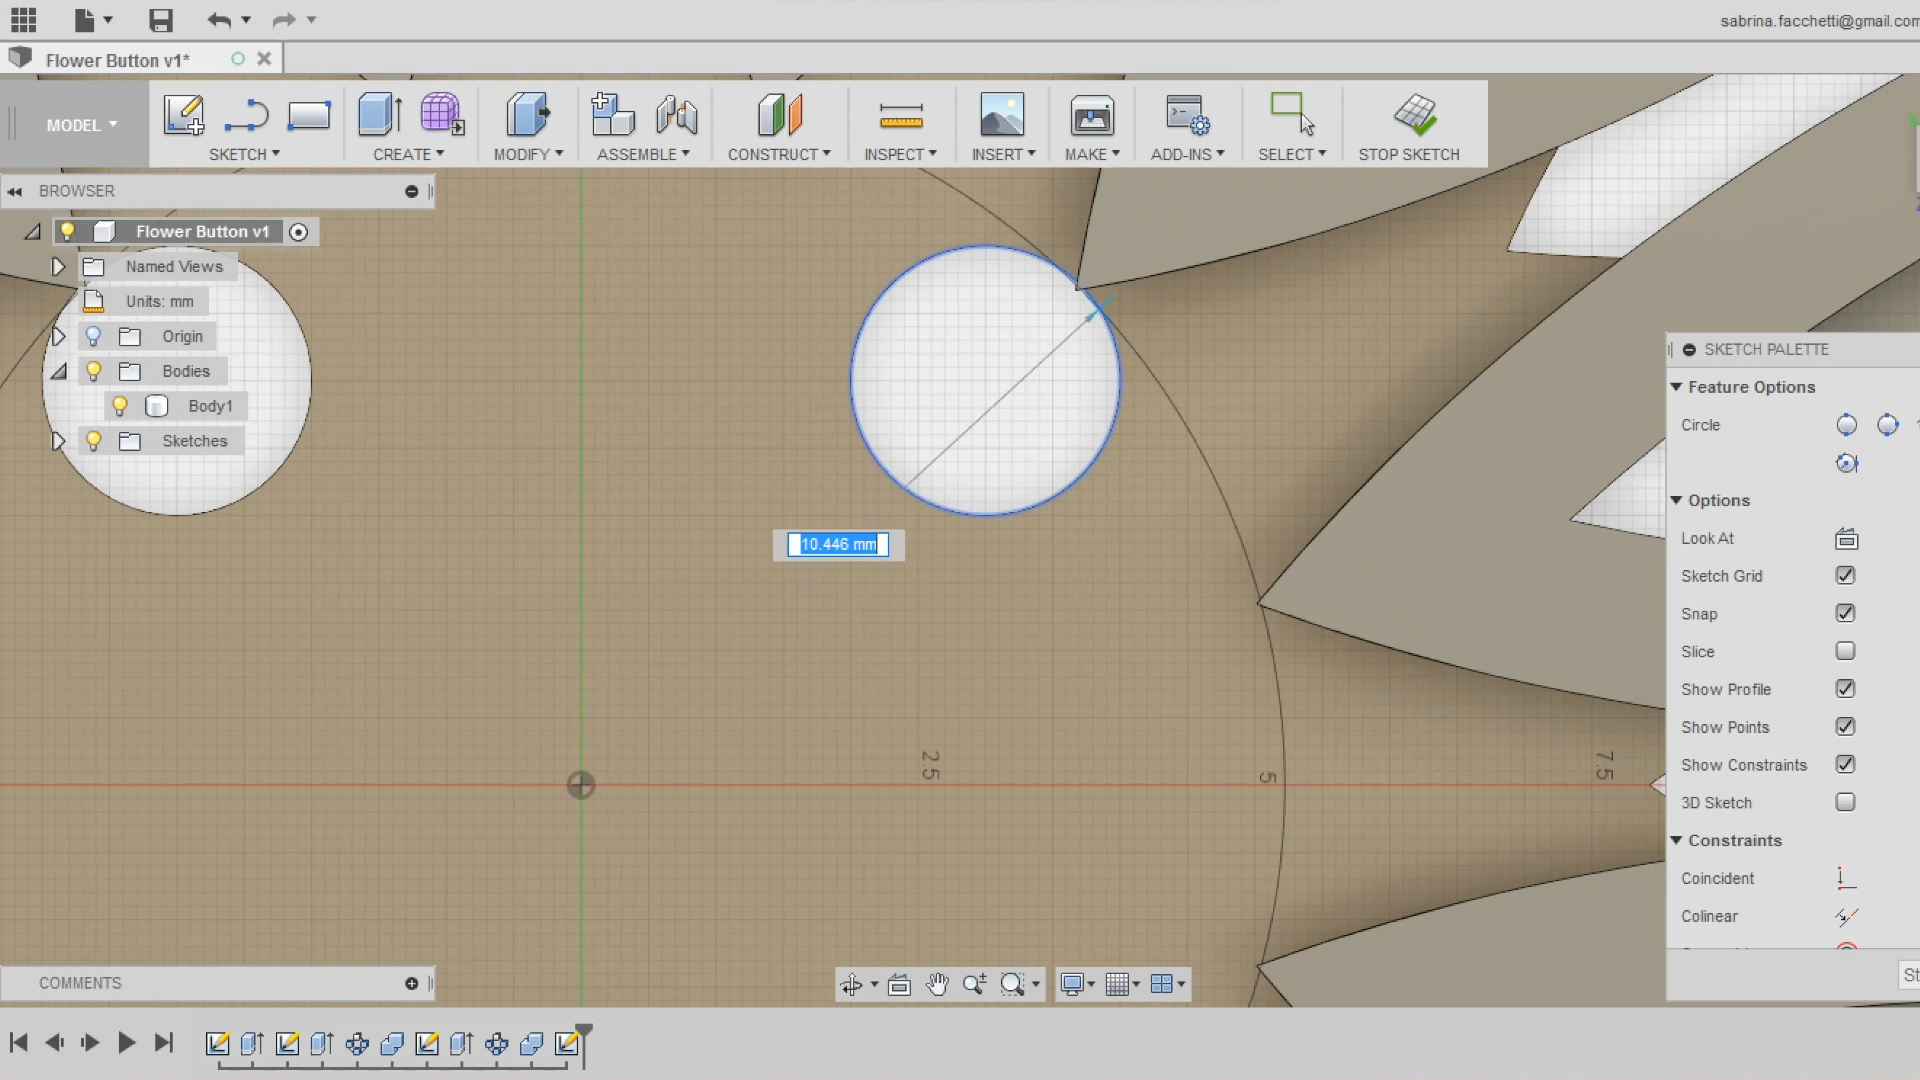 sabrina.facchetti@gmail.com
Flower Button v1*
MODEL
SKETCH
CREATE
MODIFY
ASSEMBLE
CONSTRUCT
INSPECT
INSERT
MAKE
ADD-INS
SELECT
STOP SKETCH
BROWSER
Flower Button v1
Named Views
Units: mm
Origin
Bodies
Body1
Sketches
10.446 mm
2.5
5
7.5
SKETCH PALETTE
Feature Options
Circle
Options
Look At
Sketch Grid
Snap
Slice
Show Profile
Show Points
Show Constraints
3D Sketch
Constraints
Coincident
Colinear
St
COMMENTS